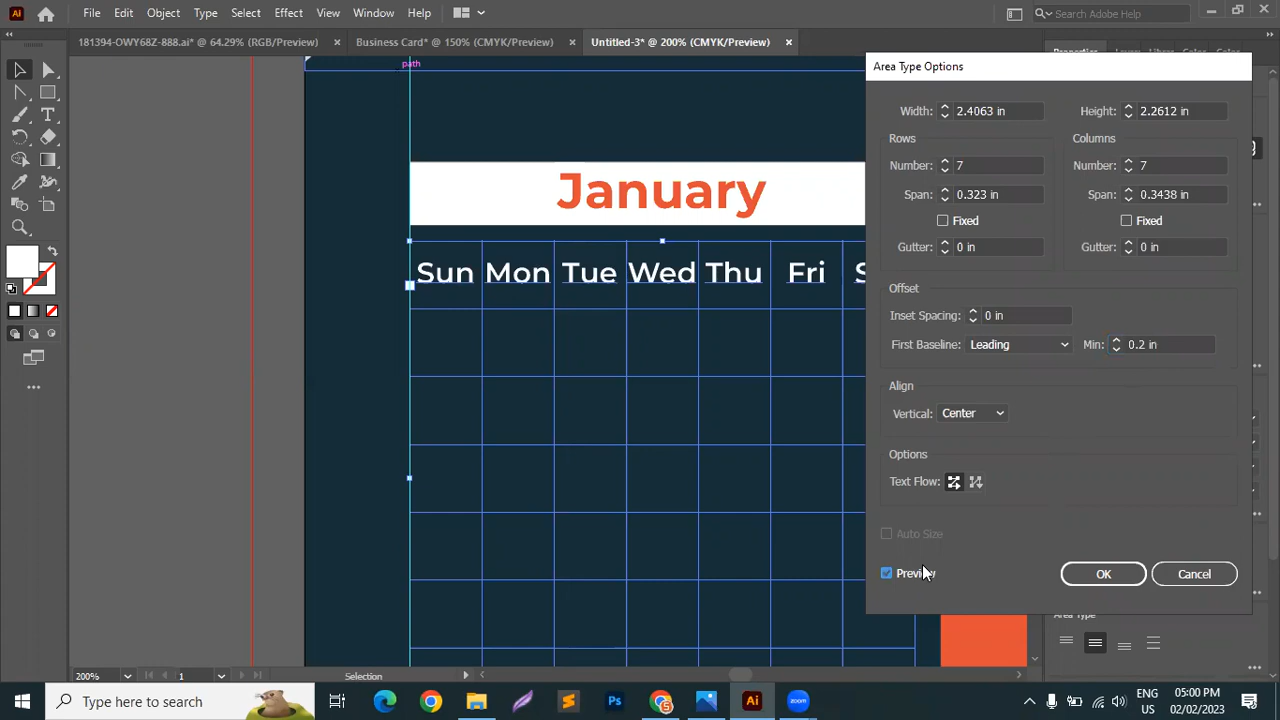 Ai File Edit Object Type Select Effect View Window Help Search Adobe Help
181394-OWY68Z-888.ai* @ 64.29% (RGB/Preview) × Business Card* @ 150% (CMYK/Preview) × Untitled-3* @ 200% (CMYK/Preview) ×
path
Area Type Options
Width: 2.4063 in Height: 2.2612 in
Rows Columns
Number: 7 Number: 7
Span: 0.323 in Span: 0.3438 in
Fixed Fixed
Gutter: 0 in Gutter: 0 in
January
Sun Mon Tue Wed Thu Fri S
Offset
Inset Spacing: 0 in
First Baseline: Leading Min: 0.2 in
Align
Vertical: Center
Options
Text Flow:
Auto Size
Preview OK Cancel
Area Type
200% 1 Selection
Type here to search Ps Ai zoom ENG 05:00 PM
US 02/02/2023